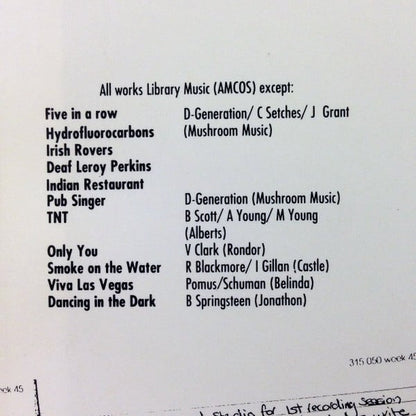 All works Library Music (AMCOS) except:
Five in a row D-Generation/ C Setches/ J Grant
Hydrofluorocarbons (Mushroom Music)
Irish Rovers
Deaf Leroy Perkins
Indian Restaurant
Pub Singer D-Generation (Mushroom Music)
TNT B Scott/ A Young/ M Young
(Alberts)
Only You V Clark (Rondor)
Smoke on the Water R Blackmore/ I Gillan (Castle)
Viva Las Vegas Pomus/Schuman (Belinda)
Dancing in the Dark B Springsteen (Jonathon)
315 050 week 45
eek 45
for 1st recording session